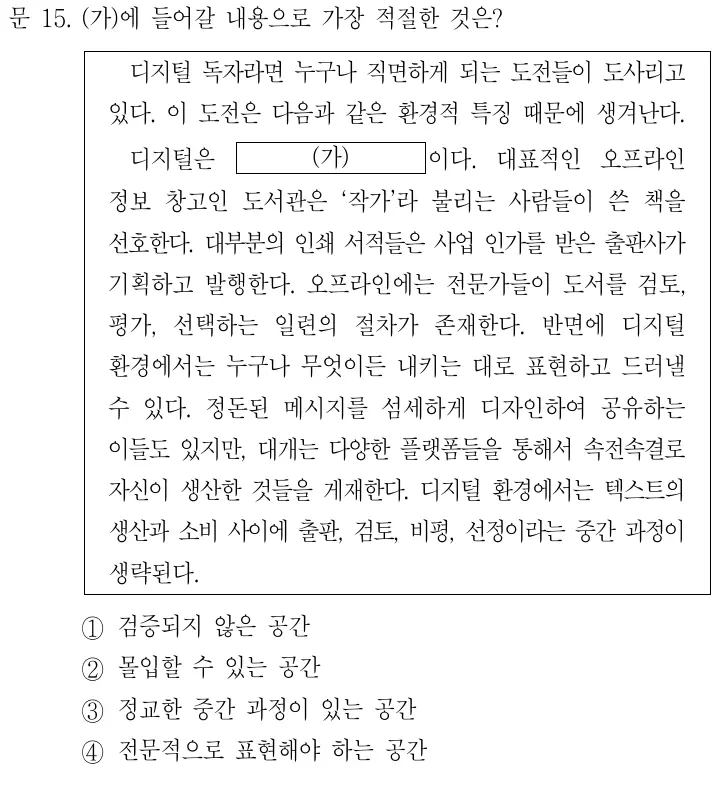 문 15. (가)에 들어갈 내용으로 가장 적절한 것은?
디지털 독자라면 누구나 직면하게 되는 도전들이 도사리고
있다. 이 도전은 다음과 같은 환경적 특징 때문에 생겨난다.
디지털은 (가) 이다. 대표적인 오프라인
정보 창고인 도서관은 ‘작가’라 불리는 사람들이 쓴 책을
선호한다. 대부분의 인쇄 서적들은 사업 인가를 받은 출판사가
기획하고 발행한다. 오프라인에는 전문가들이 도서를 검토,
평가, 선택하는 일련의 절차가 존재한다. 반면에 디지털
환경에서는 누구나 무엇이든 내키는 대로 표현하고 드러낼
수 있다. 정돈된 메시지를 섬세하게 디자인하여 공유하는
이들도 있지만, 대개는 다양한 플랫폼들을 통해서 속전속결로
자신이 생산한 것들을 게재한다. 디지털 환경에서는 텍스트의
생산과 소비 사이에 출판, 검토, 비평, 선정이라는 중간 과정이
생략된다.
① 검증되지 않은 공간
② 몰입할 수 있는 공간
③ 정교한 중간 과정이 있는 공간
④ 전문적으로 표현해야 하는 공간